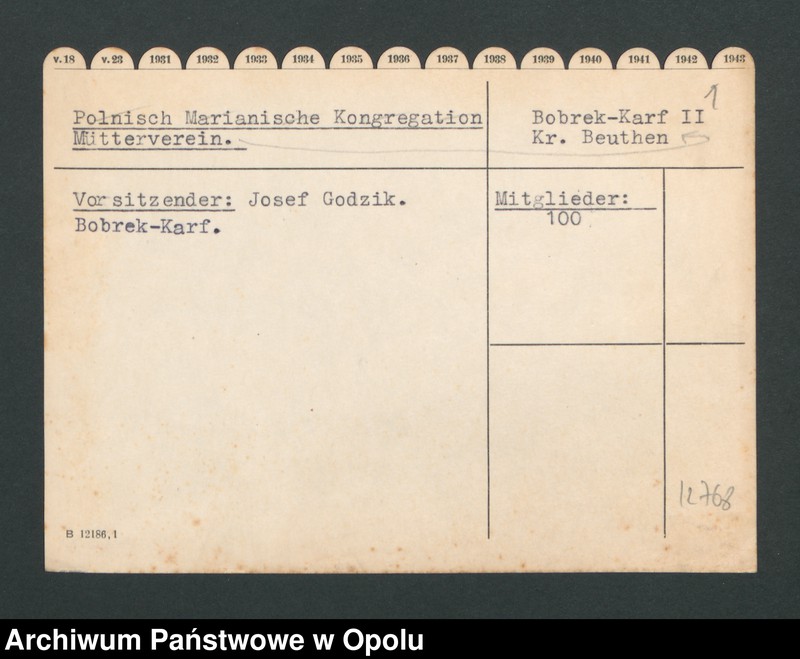 v.18 v.23 1931 1932 1933 1934 1935 1936 1937 1938 1939 1940 1941 1942 1943
1
Polnisch Marianische Kongregation
Mütterverein.
Bobrek-Karf II
Kr. Beuthen
Vorsitzender: Josef Godzik.
Bobrek-Karf.
Mitglieder:
100
12768
B 12186,1
Archiwum Państwowe w Opolu